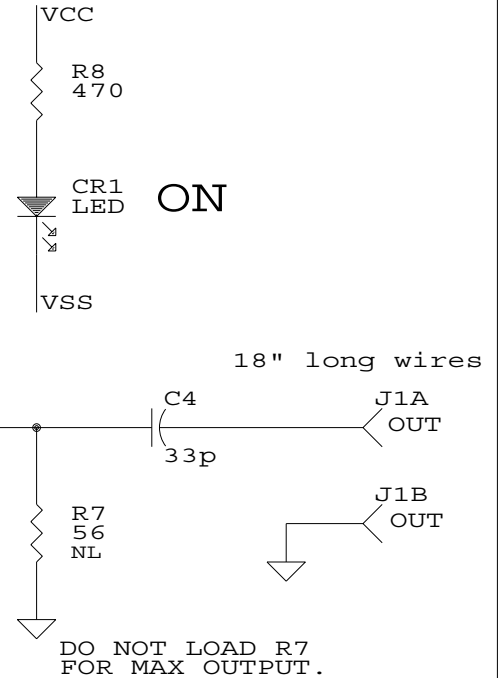 VCC
R8
470
CR1
LED
ON
VSS
18" long wires
C4
33p
J1A
OUT
J1B
OUT
R7
56
NL
DO NOT LOAD R7
FOR MAX OUTPUT.